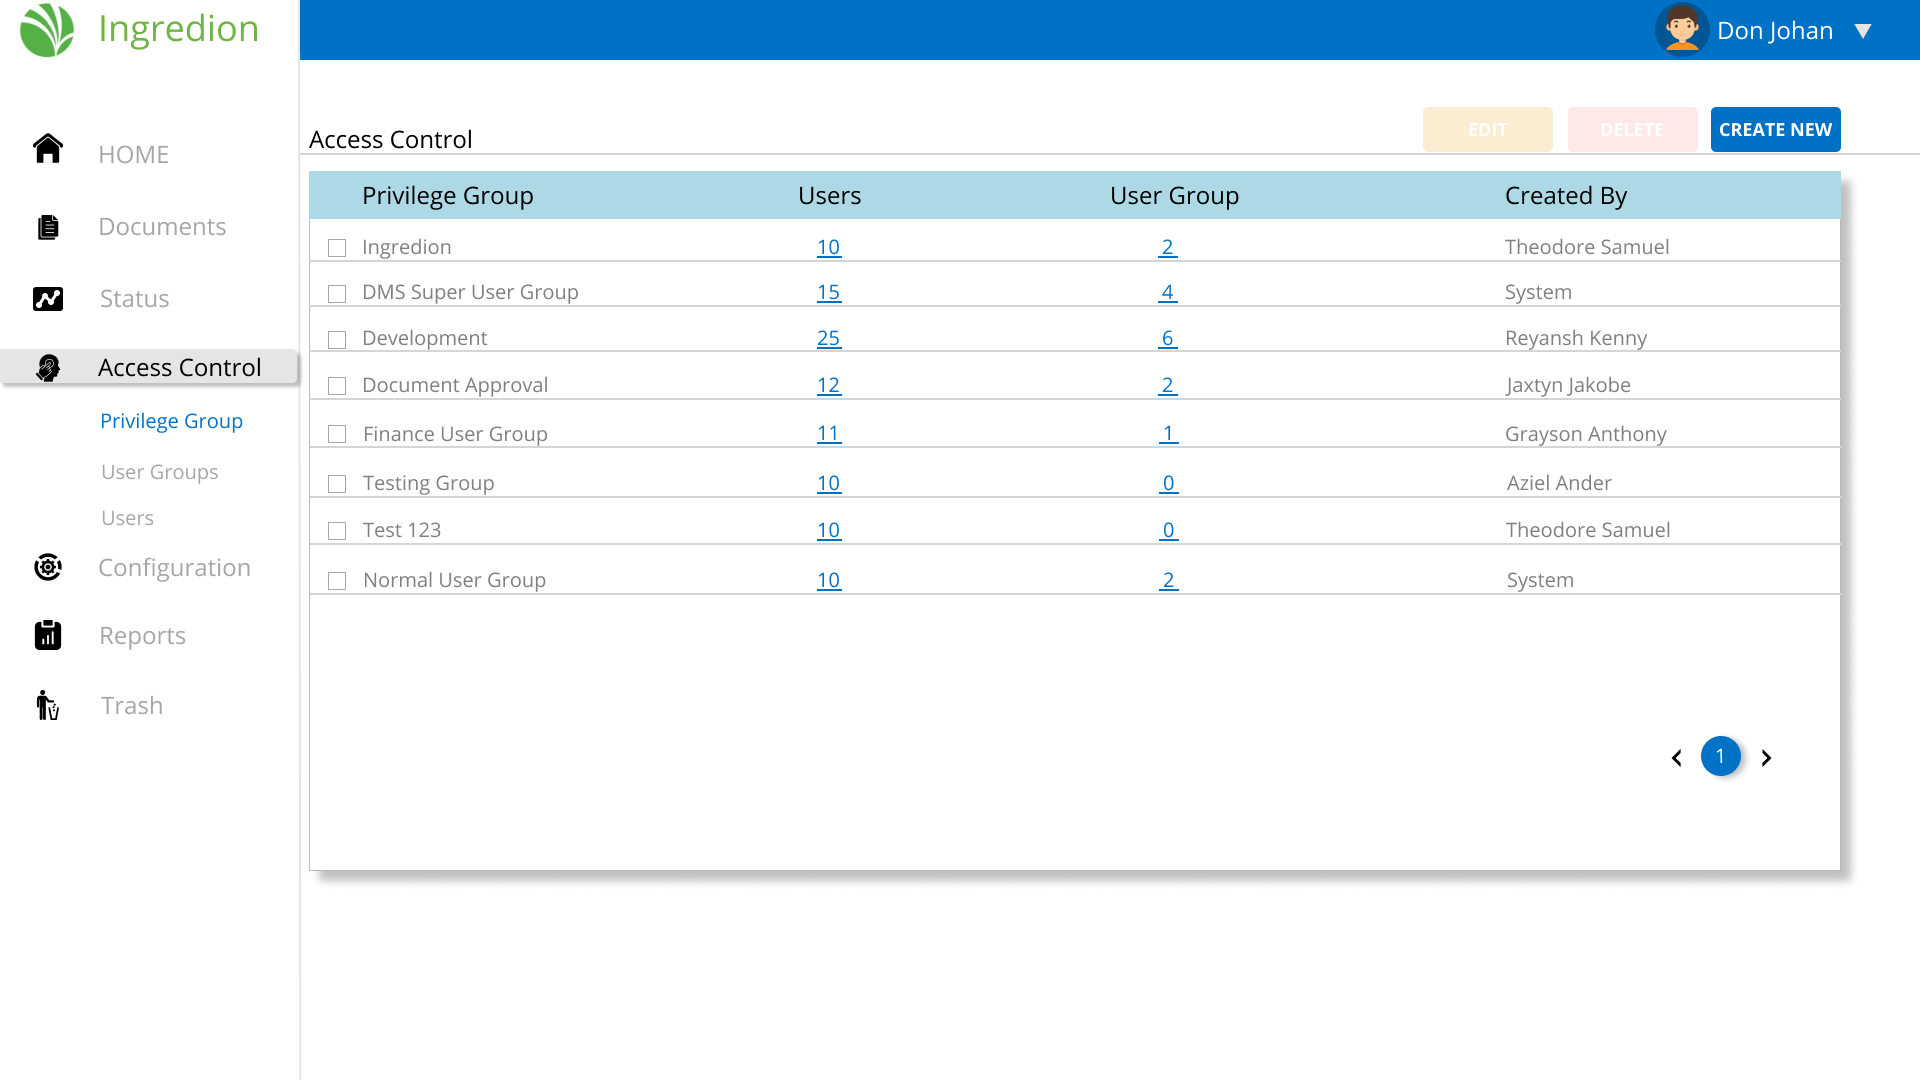 Ingredion
Don Johan ▼
HOME
Documents
Status
Access Control
Privilege Group
User Groups
Users
Configuration
Reports
Trash
Access Control
EDIT
DELETE
CREATE NEW
Privilege Group Users User Group Created By
Ingredion 10 2 Theodore Samuel
DMS Super User Group 15 4 System
Development 25 6 Reyansh Kenny
Document Approval 12 2 Jaxtyn Jakobe
Finance User Group 11 1 Grayson Anthony
Testing Group 10 0 Aziel Ander
Test 123 10 0 Theodore Samuel
Normal User Group 10 2 System
1